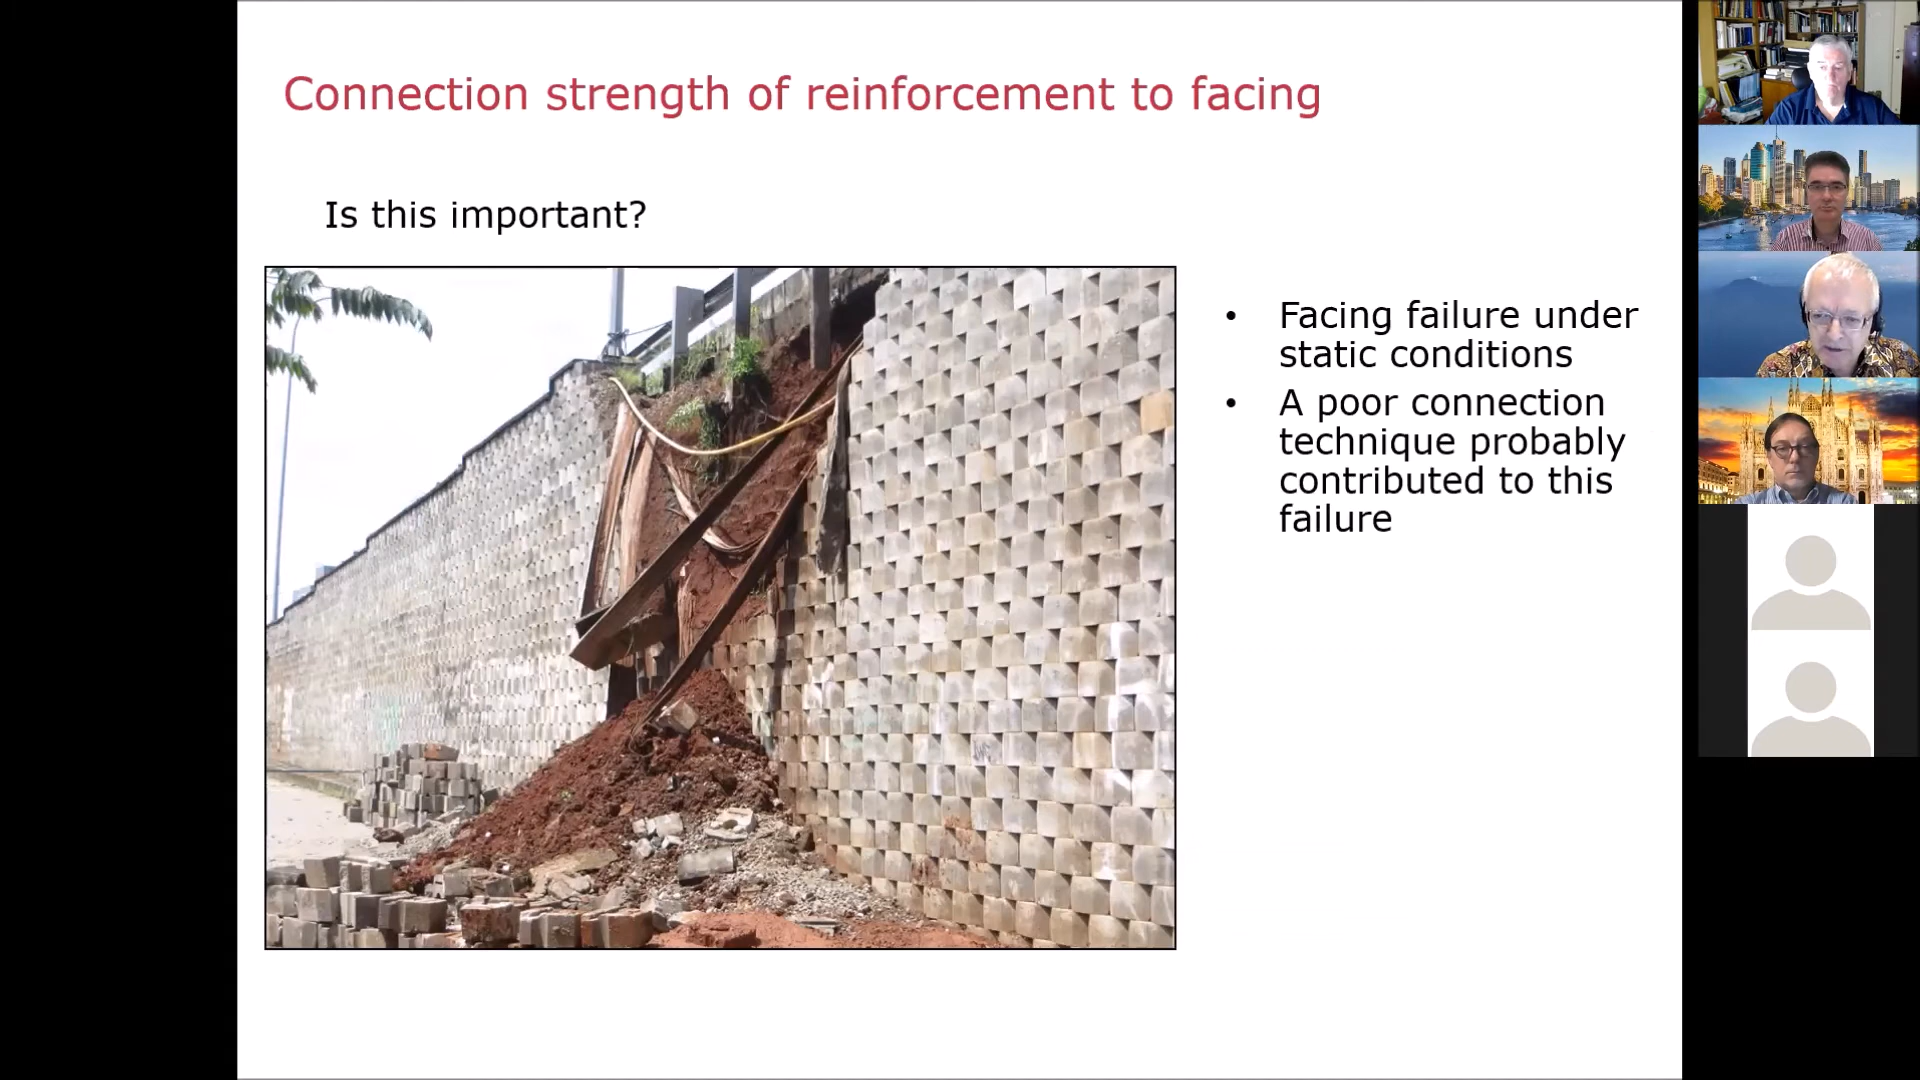 Connection strength of reinforcement to facing
Is this important?
• Facing failure under
static conditions
• A poor connection
technique probably
contributed to this
failure